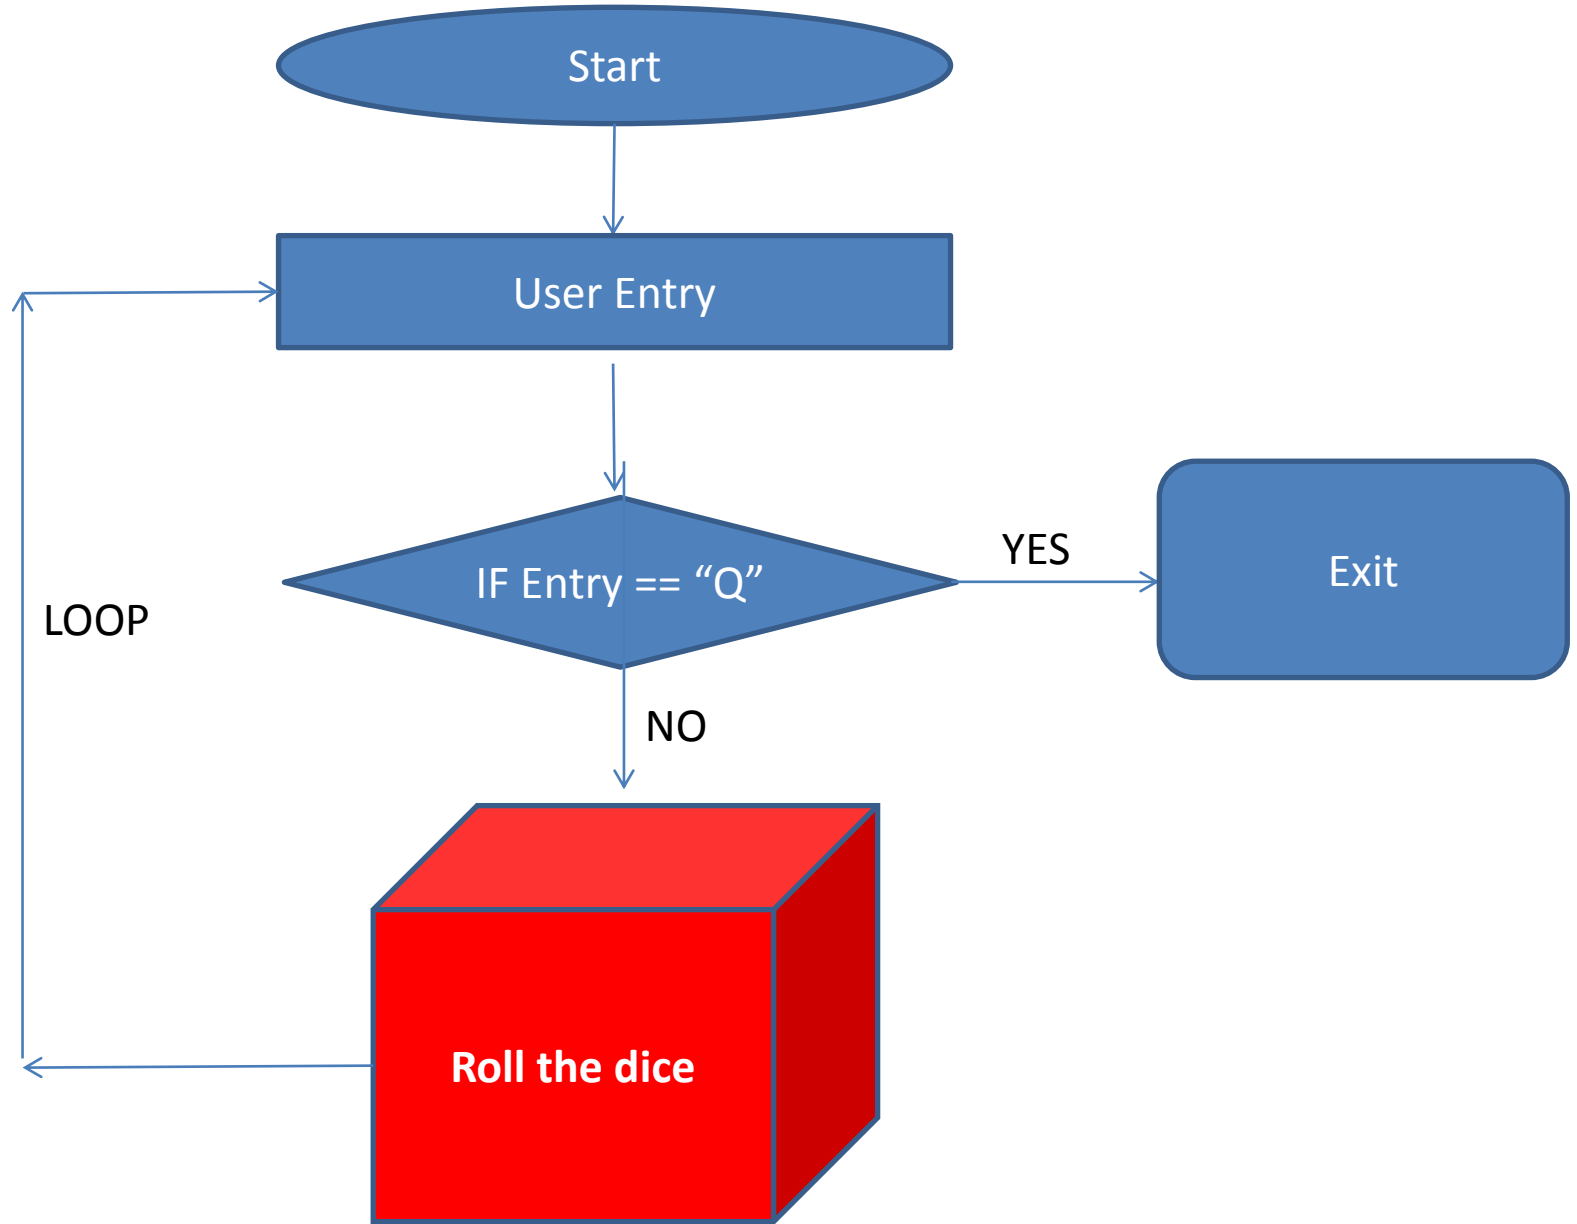 Start
User Entry
IF Entry == “Q”
YES
Exit
LOOP
NO
Roll the dice